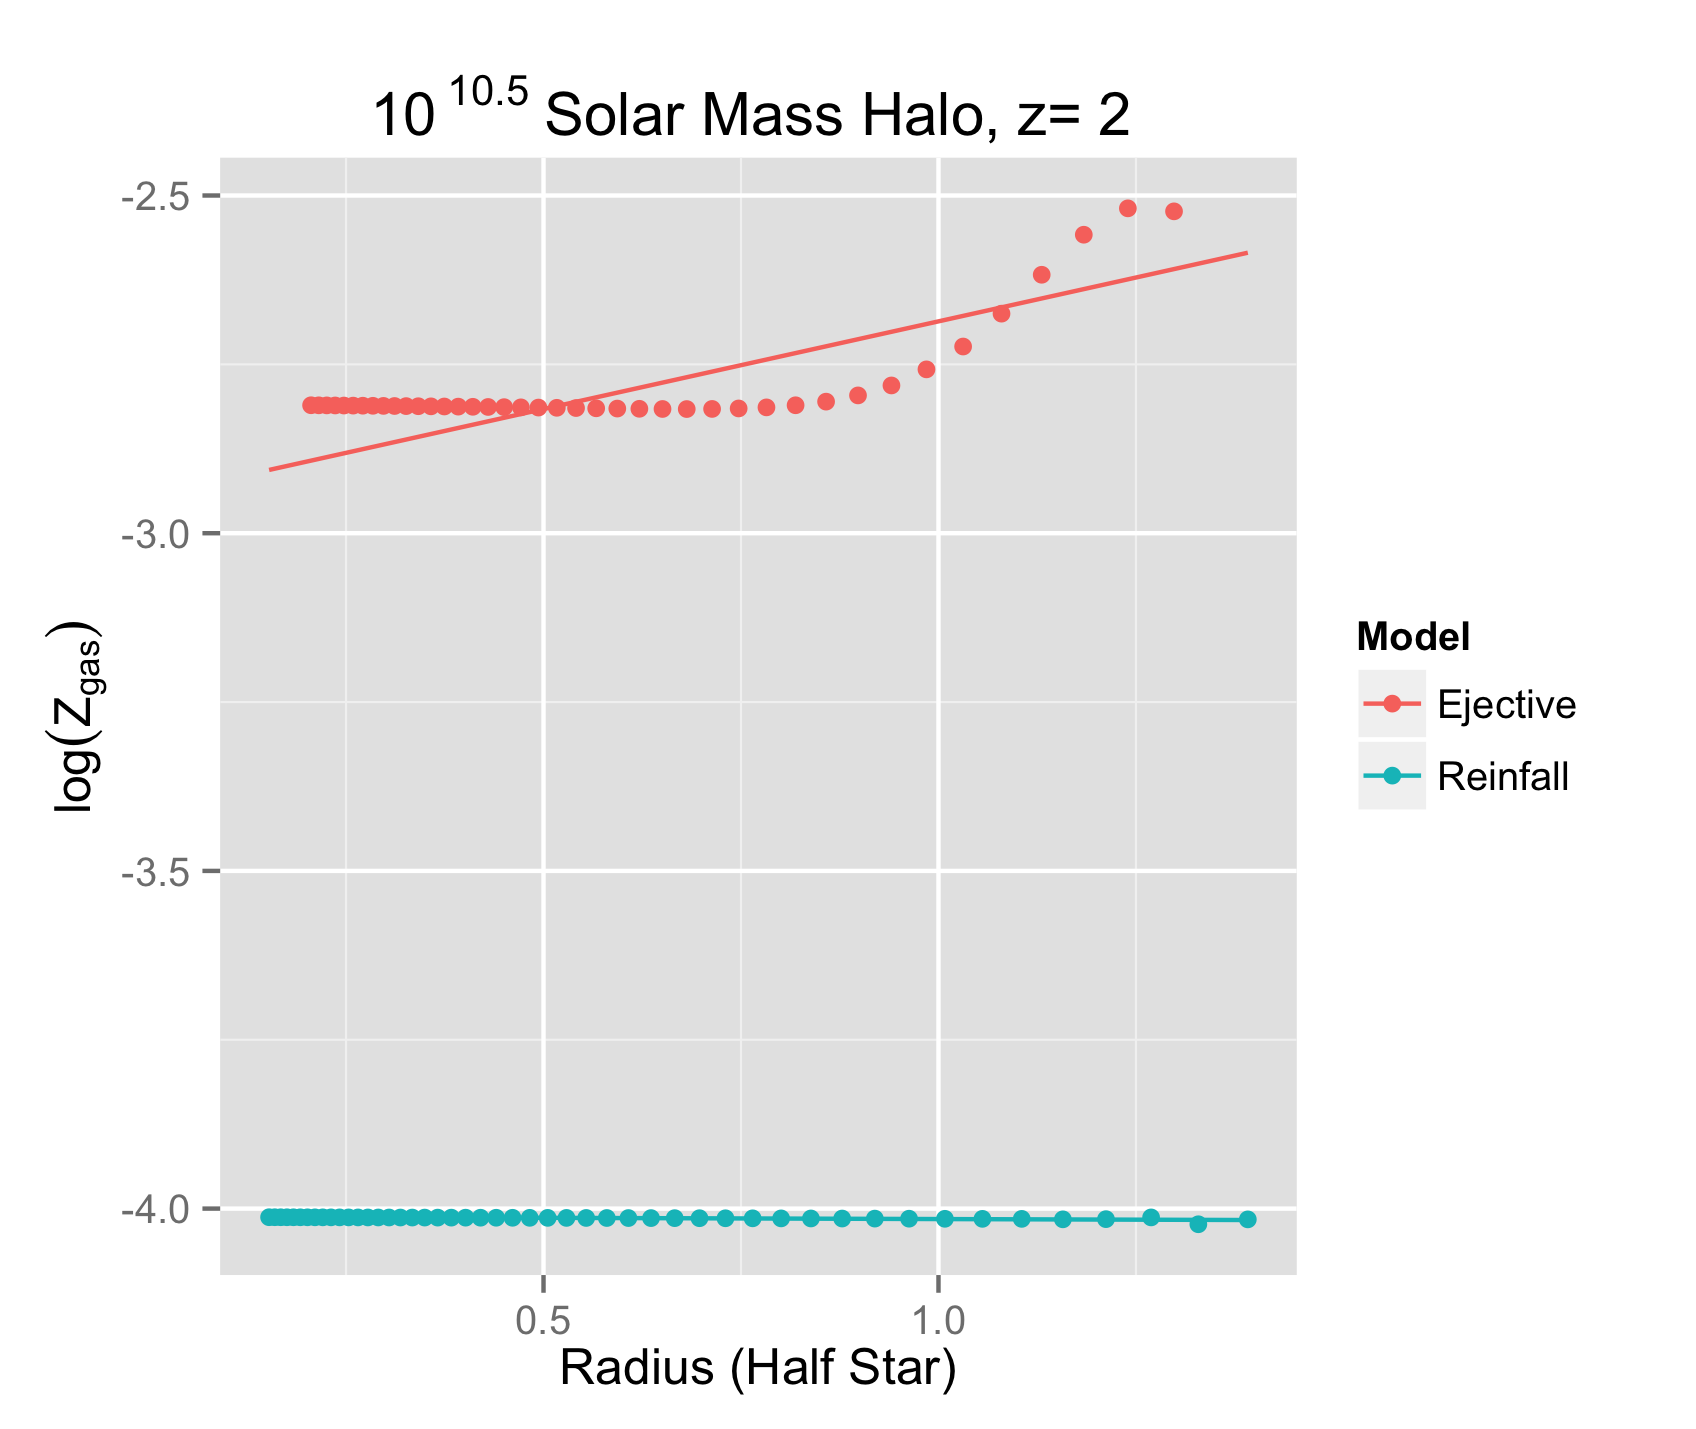 10 10.5 Solar Mass Halo, z= 2
-2.5
-3.0
-3.5
-4.0
log(Zgas)
0.5 1.0
Radius (Half Star)
Model
Ejective
Reinfall